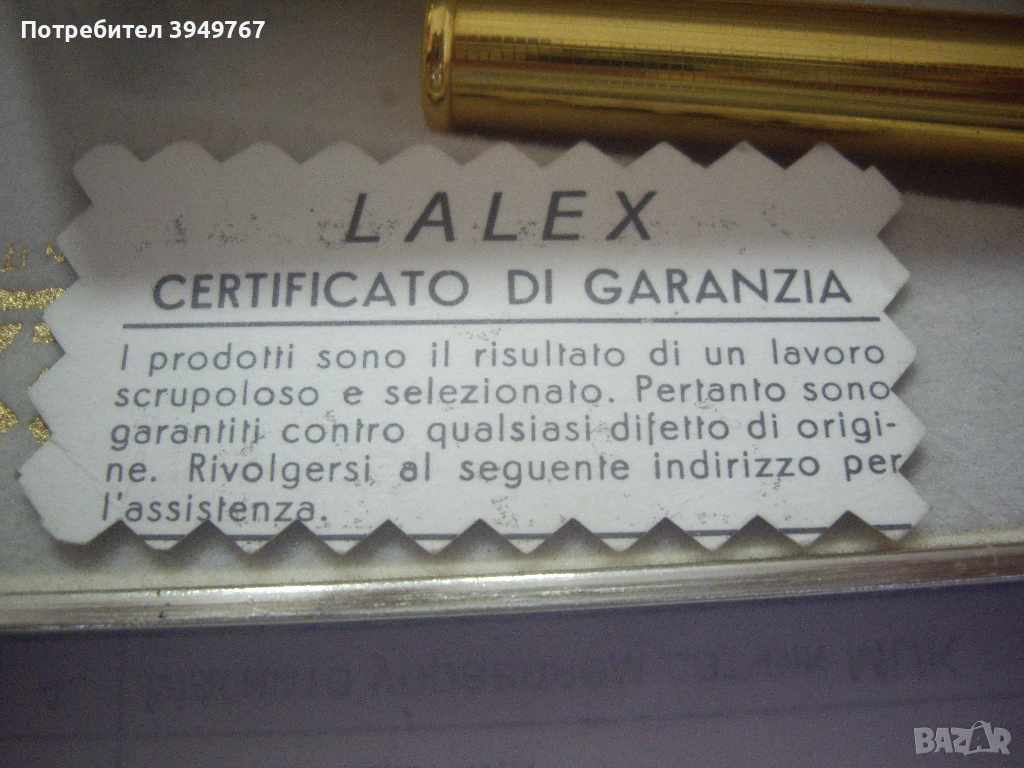 Потребител 3949767
LALEX
CERTIFICATO DI GARANZIA
I prodotti sono il risultato di un lavoro
scrupoloso e selezionato. Pertanto sono
garantiti contro qualsiasi difetto di origi-
ne. Rivolgersi al seguente indirizzo per
l'assistenza.
BAZAR